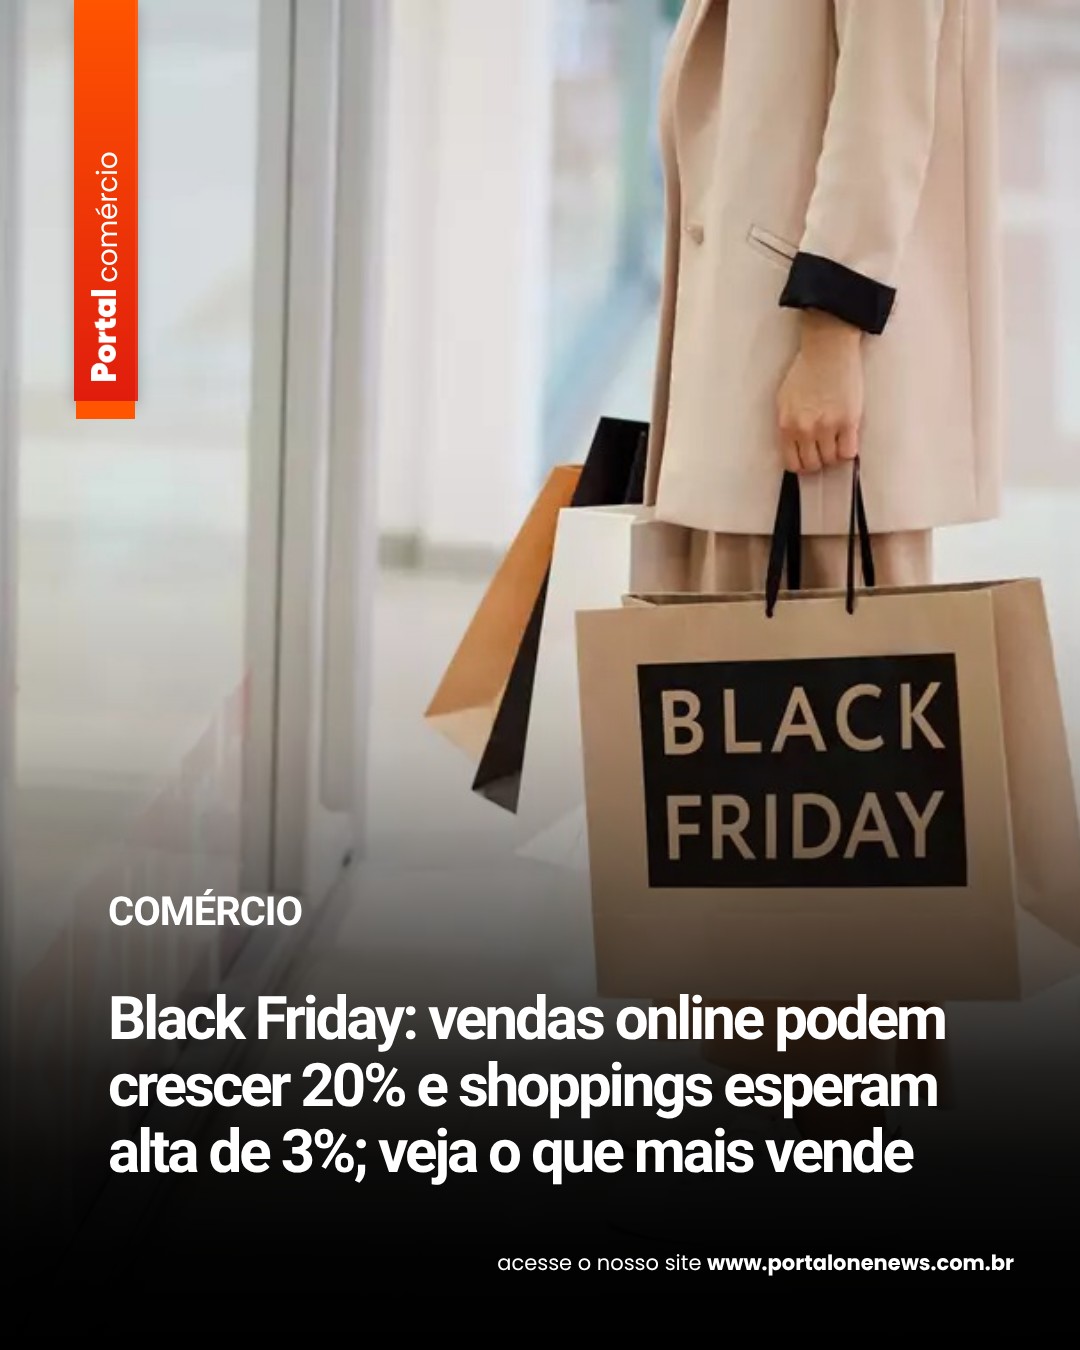 Portal comércio
BLACK
FRIDAY
COMÉRCIO
Black Friday: vendas online podem
crescer 20% e shoppings esperam
alta de 3%; veja o que mais vende
acesse o nosso site www.portalonenews.com.br